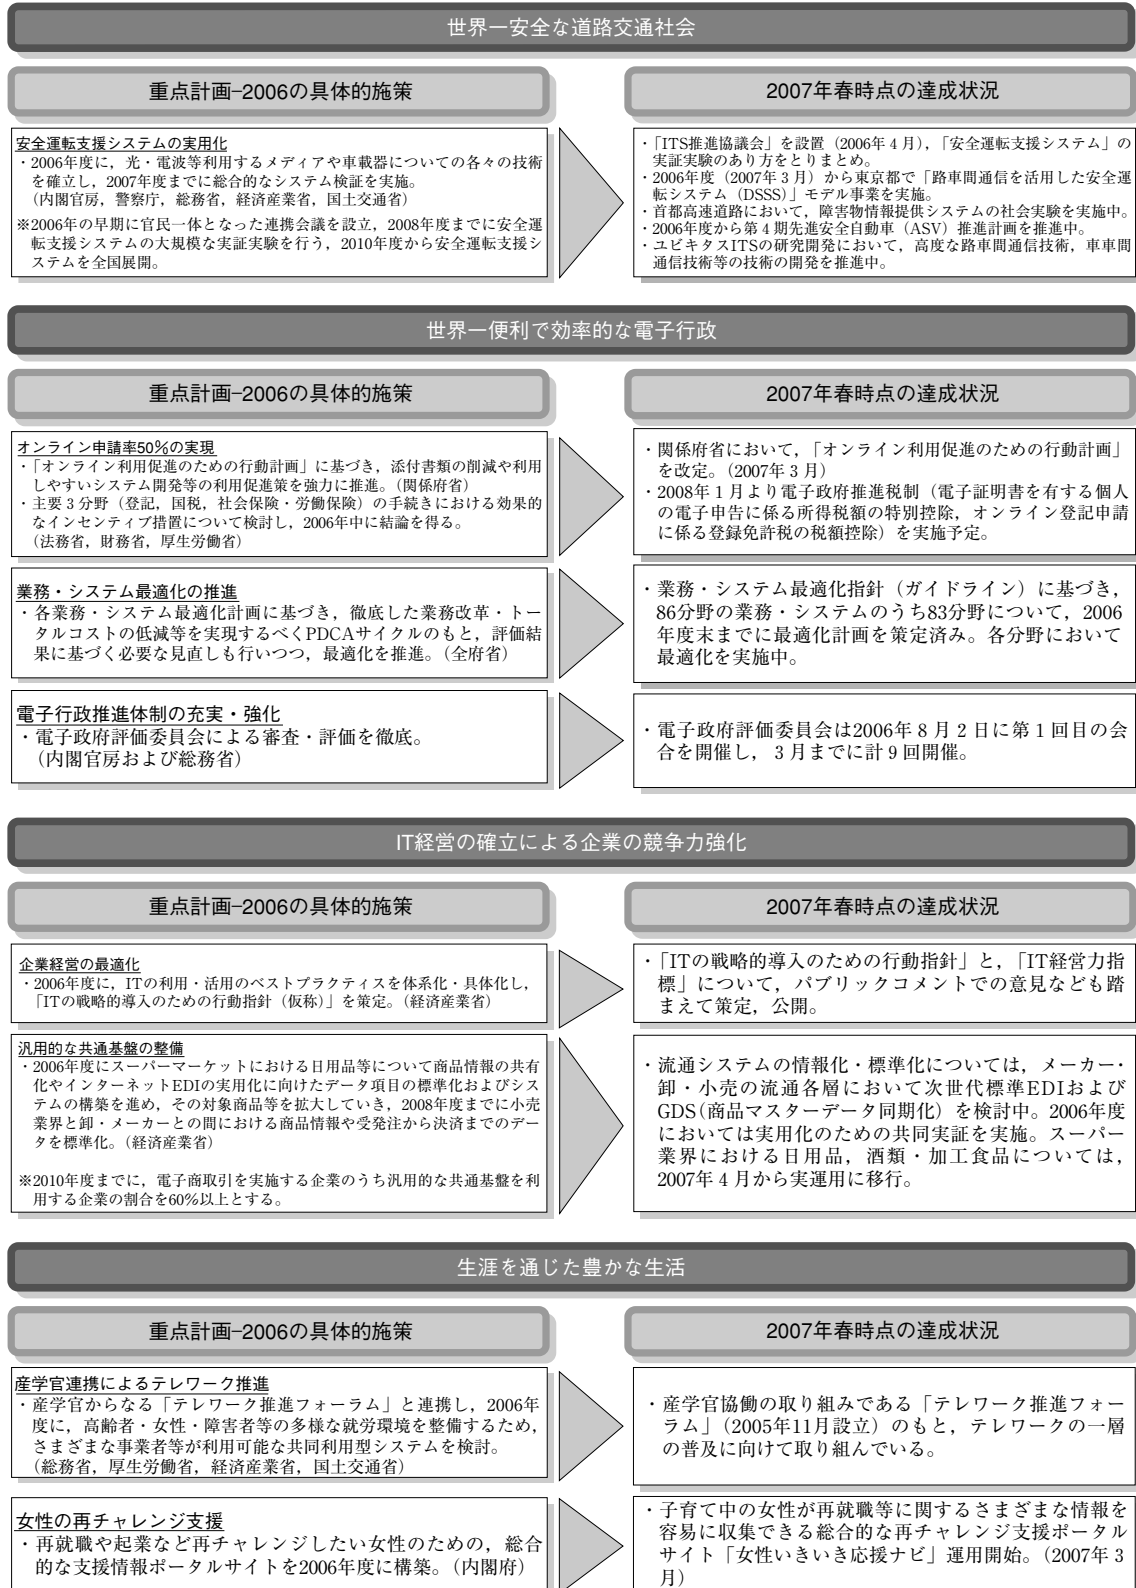 世界一安全な道路交通社会
重点計画−2006の具体的施策
2007年春時点の達成状況
安全運転支援システムの実用化
・2006年度に，光・電波等利用するメディアや車載器についての各々の技術
を確立し，2007年度までに総合的なシステム検証を実施。
（内閣官房，警察庁，総務省，経済産業省，国土交通省）
※2006年の早期に官民一体となった連携会議を設立，2008年度までに安全運
転支援システムの大規模な実証実験を行う，2010年度から安全運転支援シ
ステムを全国展開。
・「ITS推進協議会」を設置（2006年４月），「安全運転支援システム」の
実証実験のあり方をとりまとめ。
・2006年度（2007年３月）から東京都で「路車間通信を活用した安全運
転システム（DSSS）」モデル事業を実施。
・首都高速道路において，障害物情報提供システムの社会実験を実施中。
・2006年度から第４期先進安全自動車（ASV）推進計画を推進中。
・ユビキタスITSの研究開発において，高度な路車間通信技術，車車間
通信技術等の技術の開発を推進中。
世界一便利で効率的な電子行政
重点計画−2006の具体的施策
2007年春時点の達成状況
オンライン申請率50％の実現
・「オンライン利用促進のための行動計画」に基づき，添付書類の削減や利用
しやすいシステム開発等の利用促進策を強力に推進。（関係府省）
・主要３分野（登記，国税，社会保険・労働保険）の手続きにおける効果的
なインセンティブ措置について検討し，2006年中に結論を得る。
（法務省，財務省，厚生労働省）
・関係府省において，「オンライン利用促進のための行動計画」
を改定。（2007年３月）
・2008年１月より電子政府推進税制（電子証明書を有する個人
の電子申告に係る所得税額の特別控除，オンライン登記申請
に係る登録免許税の税額控除）を実施予定。
業務・システム最適化の推進
・各業務・システム最適化計画に基づき，徹底した業務改革・トー
タルコストの低減等を実現するべくPDCAサイクルのもと，評価結
果に基づく必要な見直しも行いつつ，最適化を推進。（全府省）
・業務・システム最適化指針（ガイドライン）に基づき，
86分野の業務・システムのうち83分野について，2006
年度末までに最適化計画を策定済み。各分野において
最適化を実施中。
電子行政推進体制の充実・強化
・電子政府評価委員会による審査・評価を徹底。
（内閣官房および総務省）
・電子政府評価委員会は2006年８月２日に第１回目の会
合を開催し，３月までに計９回開催。
IT経営の確立による企業の競争力強化
重点計画−2006の具体的施策
2007年春時点の達成状況
企業経営の最適化
・2006年度に，ITの利用・活用のベストプラクティスを体系化・具体化し，
「ITの戦略的導入のための行動指針（仮称）」を策定。（経済産業省）
・「ITの戦略的導入のための行動指針」と，「IT経営力指
標」について，パブリックコメントでの意見なども踏
まえて策定，公開。
汎用的な共通基盤の整備
・2006年度にスーパーマーケットにおける日用品等について商品情報の共有
化やインターネットEDIの実用化に向けたデータ項目の標準化およびシス
テムの構築を進め，その対象商品等を拡大していき，2008年度までに小売
業界と卸・メーカーとの間における商品情報や受発注から決済までのデー
タを標準化。（経済産業省）
※2010年度までに，電子商取引を実施する企業のうち汎用的な共通基盤を利
用する企業の割合を60％以上とする。
・流通システムの情報化・標準化については，メーカー・
卸・小売の流通各層において次世代標準EDIおよび
GDS（商品マスターデータ同期化）を検討中。2006年度
においては実用化のための共同実証を実施。スーパー
業界における日用品，酒類・加工食品については，
2007年４月から実運用に移行。
生涯を通じた豊かな生活
重点計画−2006の具体的施策
2007年春時点の達成状況
産学官連携によるテレワーク推進
・産学官からなる「テレワーク推進フォーラム」と連携し，2006年
度に，高齢者・女性・障害者等の多様な就労環境を整備するため，
さまざまな事業者等が利用可能な共同利用型システムを検討。
（総務省，厚生労働省，経済産業省，国土交通省）
・産学官協働の取り組みである「テレワーク推進フォー
ラム」（2005年11月設立）のもと，テレワークの一層
の普及に向けて取り組んでいる。
女性の再チャレンジ支援
・再就職や起業など再チャレンジしたい女性のための，総合
的な支援情報ポータルサイトを2006年度に構築。（内閣府）
・子育て中の女性が再就職等に関するさまざまな情報を
容易に収集できる総合的な再チャレンジ支援ポータル
サイト「女性いきいき応援ナビ」運用開始。（2007年３
月）